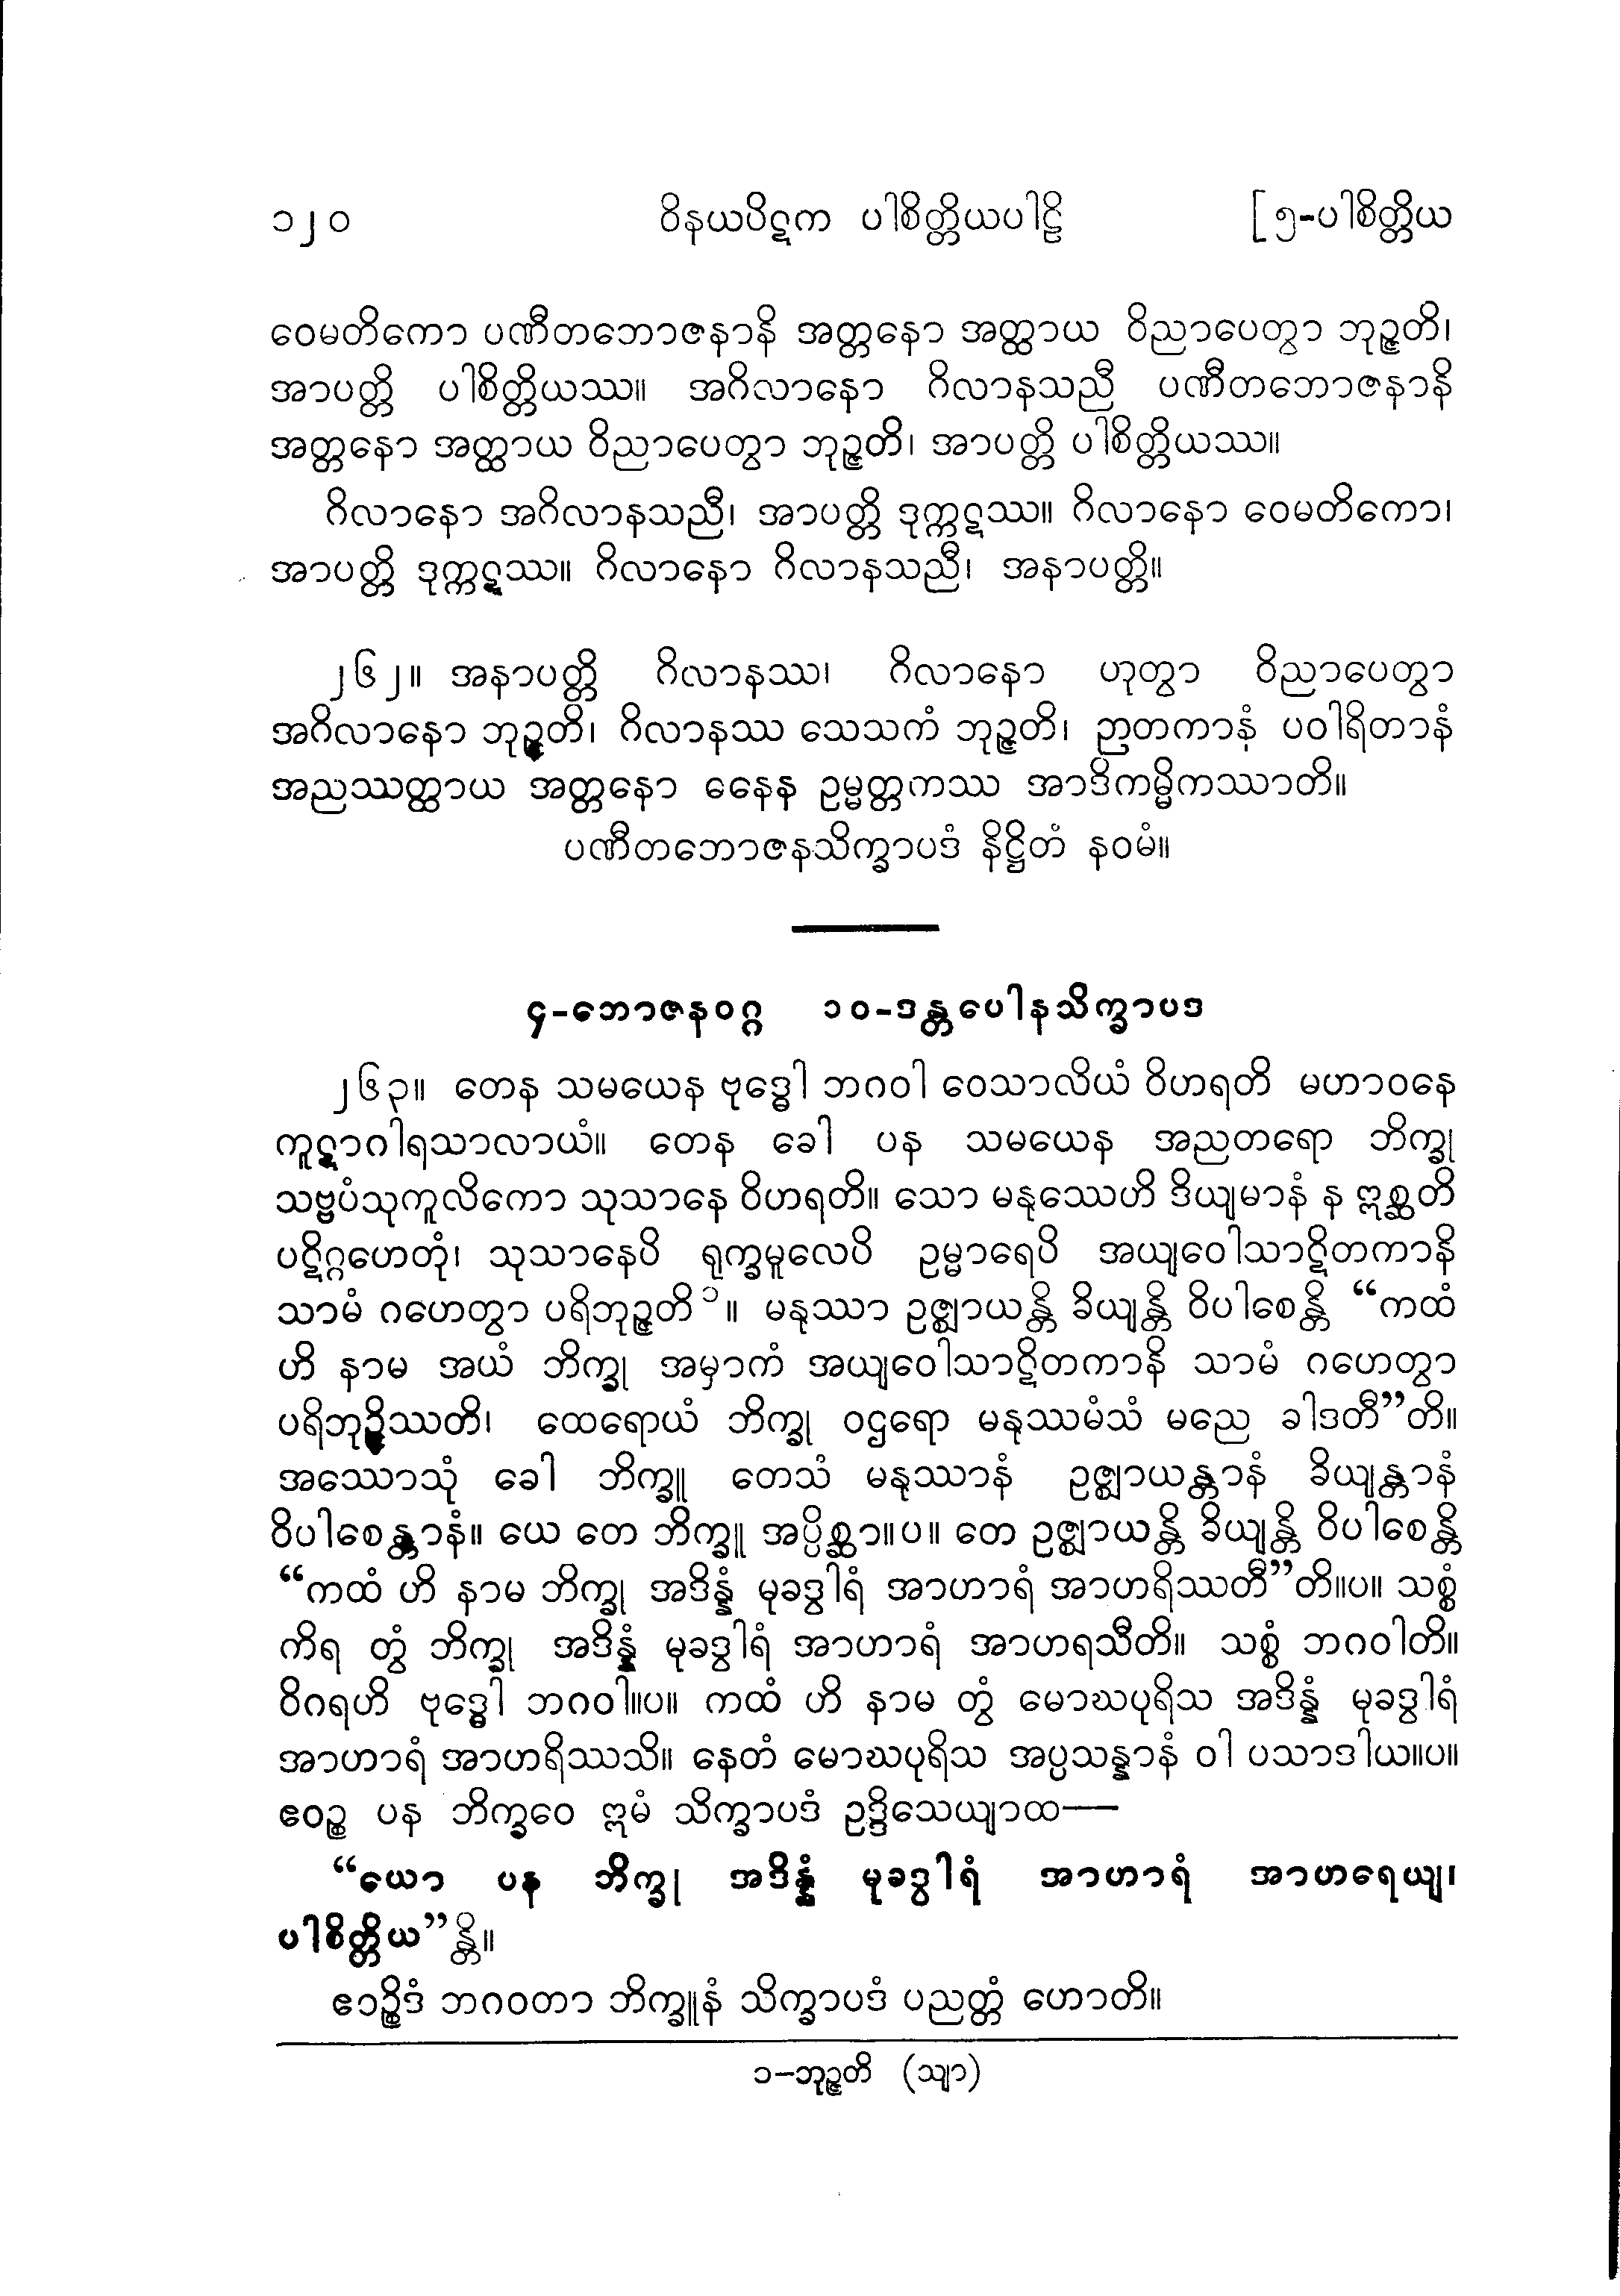 ၁၂၀ ဝိနယပိဋက ပါစိတ္တိယပါဠိ [ ၅-ပါစိတ္တိယ
ဝေမတိကော ပဏီတဘောဇနာနိ အတ္တနော အတ္ထာယ ဝိညာပေတွာ ဘုဉ္ဇတိ၊
အာပတ္တိ ပါစိတ္တိယဿ။ အဂိလာနော ဂိလာနသညီ ပဏီတဘောဇနာနိ
အတ္တနော အတ္ထာယ ဝိညာပေတွာ ဘုဉ္ဇတိ၊ အာပတ္တိ ပါစိတ္တိယဿ။
ဂိလာနော အဂိလာနသညီ၊ အာပတ္တိ ဒုက္ကဋဿ။ ဂိလာနော ဝေမတိကော၊
အာပတ္တိ ဒုက္ကဋဿ။ ဂိလာနော ဂိလာနသညီ၊ အနာပတ္တိ။
၂၆၂။ အနာပတ္တိ ဂိလာနဿ၊ ဂိလာနော ဟုတွာ ဝိညာပေတွာ
အဂိလာနော ဘုဉ္ဇတိ၊ ဂိလာနဿ သေသကံ ဘုဉ္ဇတိ၊ ဉာတကာနံ ပဝါရိတာနံ
အညဿတ္ထာယ အတ္တနော ဓနေန ဥမ္မတ္တကဿ အာဒိကမ္မိကဿာတိ။
ပဏီတဘောဇနသိက္ခာပဒံ နိဋ္ဌိတံ နဝမံ။
၄-ဘောဇနဝဂ္ဂ ၁၀-ဒန္တပေါနသိက္ခာပဒ
၂၆၃။ တေန သမယေန ဗုဒ္ဓေါ ဘဂဝါ ဝေသာလိယံ ဝိဟရတိ မဟာဝနေ
ကူဋာဂါရသာလာယံ။ တေန ခေါ ပန သမယေန အညတရော ဘိက္ခု
သဗ္ဗပံသုကူလိကော သုသာနေ ဝိဟရတိ။ သော မနုဿေဟိ ဒိယျမာနံ န ဣစ္ဆတိ
ပဋိဂ္ဂဟေတုံ၊ သုသာနေပိ ရုက္ခမူလေပိ ဥမ္မာရေပိ အယျဝေါသာဋိတကာနိ
သာမံ ဂဟေတွာ ပရိဘုဉ္ဇတိ ၁။ မနုဿာ ဥဇ္ဈာယန္တိ ခိယျန္တိ ဝိပါစေန္တိ “ကထံ
ဟိ နာမ အယံ ဘိက္ခု အမှာကံ အယျဝေါသာဋိတကာနိ သာမံ ဂဟေတွာ
ပရိဘုဉ္ဇိဿတိ၊ ထေရောယံ ဘိက္ခု ဝဌရော မနုဿမံသံ မညေ ခါဒတီ”တိ။
အဿောသုံ ခေါ ဘိက္ခူ တေသံ မနုဿာနံ ဥဇ္ဈာယန္တာနံ ခိယျန္တာနံ
ဝိပါစေန္တာနံ။ ယေ တေ ဘိက္ခူ အပ္ပိစ္ဆာ။ပ။ တေ ဥဇ္ဈာယန္တိ ခိယျန္တိ ဝိပါစေန္တိ
“ကထံ ဟိ နာမ ဘိက္ခု အဒိန္နံ မုခဒွါရံ အာဟာရံ အာဟရိဿတီ”တိ။ပ။ သစ္စံ
ကိရ တွံ ဘိက္ခု အဒိန္နံ မုခဒွါရံ အာဟာရံ အာဟရသီတိ။ သစ္စံ ဘဂဝါတိ။
ဝိဂရဟိ ဗုဒ္ဓေါ ဘဂဝါ။ပ။ ကထံ ဟိ နာမ တွံ မောဃပုရိသ အဒိန္နံ မုခဒွါရံ
အာဟာရံ အာဟရိဿသိ။ နေတံ မောဃပုရိသ အပ္ပသန္နာနံ ဝါ ပသာဒါယ။ပ။
ဧဝဉ္စ ပန ဘိက္ခဝေ ဣမံ သိက္ခာပဒံ ဥဒ္ဒိသေယျာထ—
“ယော ပန ဘိက္ခု အဒိန္နံ မုခဒွါရံ အာဟာရံ အာဟရေယျ၊
ပါစိတ္တိယ”န္တိ။
ဧဝဉ္စိဒံ ဘဂဝတာ ဘိက္ခူနံ သိက္ခာပဒံ ပညတ္တံ ဟောတိ။
၁-ဘုဉ္ဇတိ (သျာ)